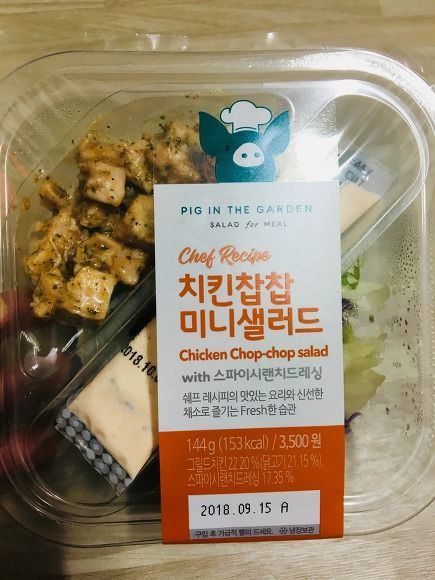 PIG IN THE GARDEN
SALAD for MEAL
Chef Recipe
치킨찹찹
미니샐러드
Chicken Chop-chop salad
with 스파이시랜치드레싱
쉐프 레시피의 맛있는 요리와 신선한
채소로 즐기는 Fresh한 습관
144g (153 kcal) / 3,500 원
그릴드치킨 22.20 % (닭고기 21.15 %),
스파이시랜치드레싱 17.35 %
2018.09.15 A
구입 후 가급적 빨리 드세요.
냉장보관
2018.10